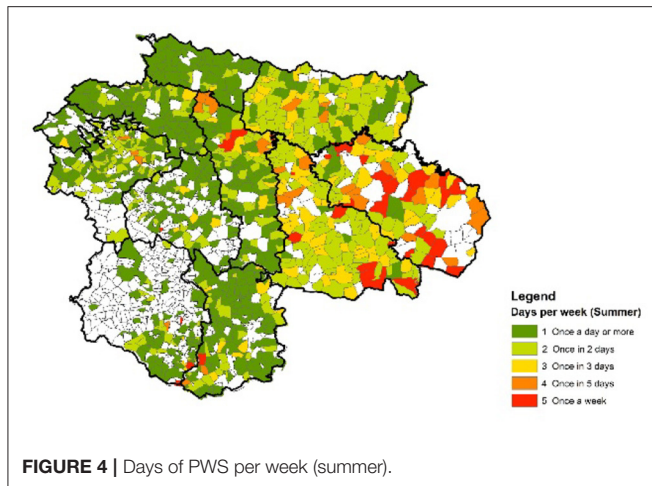 Legend
Days per week (Summer)
1 Once a day or more
2 Once in 2 days
3 Once in 3 days
4 Once in 5 days
5 Once a week
FIGURE 4 | Days of PWS per week (summer).